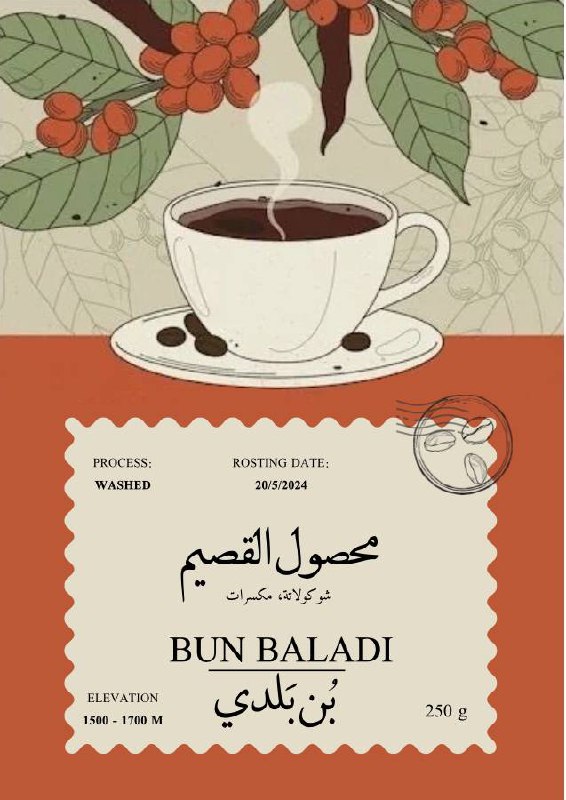 PROCESS:
WASHED
ROSTING DATE:
20/5/2024
محصول القصيم
شوكولاتة، مكسرات
BUN BALADI
بُن بَلدي
ELEVATION
1500 - 1700 M
250 g